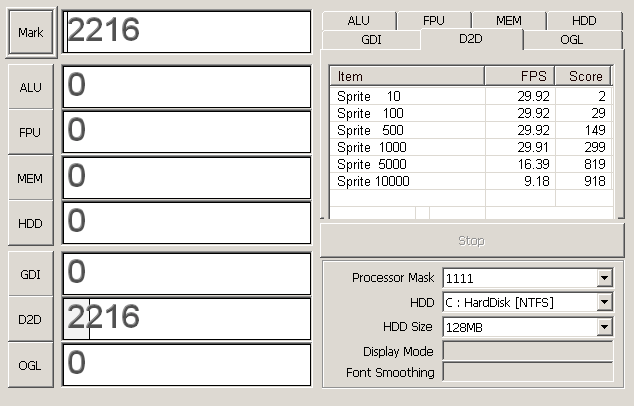 Mark 2216
ALU 0
FPU 0
MEM 0
HDD 0
GDI 0
D2D 2216
OGL 0
ALU FPU MEM HDD
GDI D2D OGL
Item FPS Score
Sprite 10 29.92 2
Sprite 100 29.92 29
Sprite 500 29.92 149
Sprite 1000 29.91 299
Sprite 5000 16.39 819
Sprite 10000 9.18 918
Stop
Processor Mask 1111
HDD C : HardDisk [NTFS]
HDD Size 128MB
Display Mode
Font Smoothing